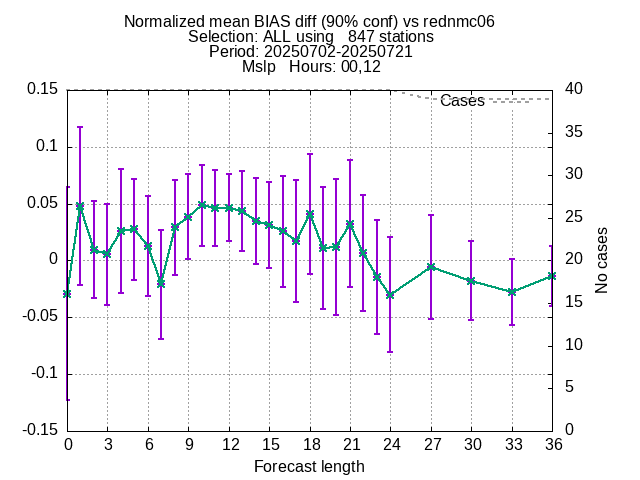 Normalized mean BIAS diff (90% conf) vs rednmc06
Selection: ALL using   847 stations
Period: 20250702-20250721
Mslp   Hours: 00,12
0.15
0.1
0.05
0
-0.05
-0.1
-0.15
40
35
30
25
20
15
10
5
0
Cases
No cases
0 3 6 9 12 15 18 21 24 27 30 33 36
Forecast length